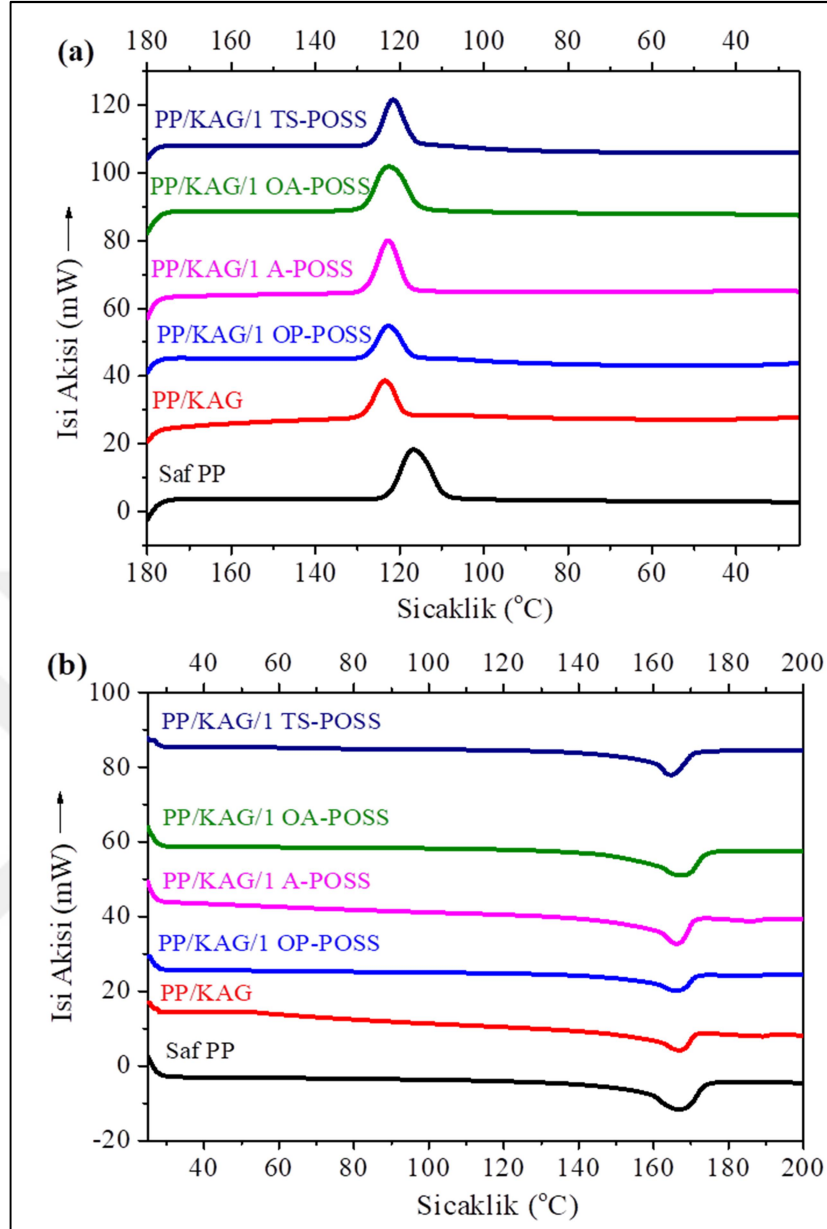 (a)
180 160 140 120 100 80 60 40
120
100
80
60
40
20
0
PP/KAG/1 TS-POSS
PP/KAG/1 OA-POSS
PP/KAG/1 A-POSS
PP/KAG/1 OP-POSS
PP/KAG
Saf PP
Isi Akisi (mW)
180 160 140 120 100 80 60 40
Sicaklik (°C)
(b)
40 60 80 100 120 140 160 180 200
100
80
60
40
20
0
-20
PP/KAG/1 TS-POSS
PP/KAG/1 OA-POSS
PP/KAG/1 A-POSS
PP/KAG/1 OP-POSS
PP/KAG
Saf PP
Isi Akisi (mW)
40 60 80 100 120 140 160 180 200
Sicaklik (°C)